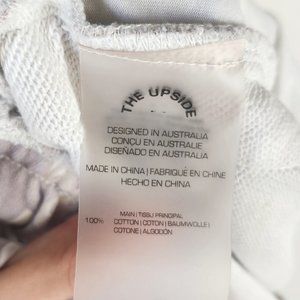 THE UPSIDE
DESIGNED IN AUSTRALIA
CONÇU EN AUSTRALIE
DISEÑADO EN AUSTRALIA
MADE IN CHINA | FABRIQUE EN CHINE
HECHO EN CHINA
MAIN | TISSU PRINCIPAL
100% COTTON | COTON | BAUMWOLLE |
COTONE | ALGODÓN